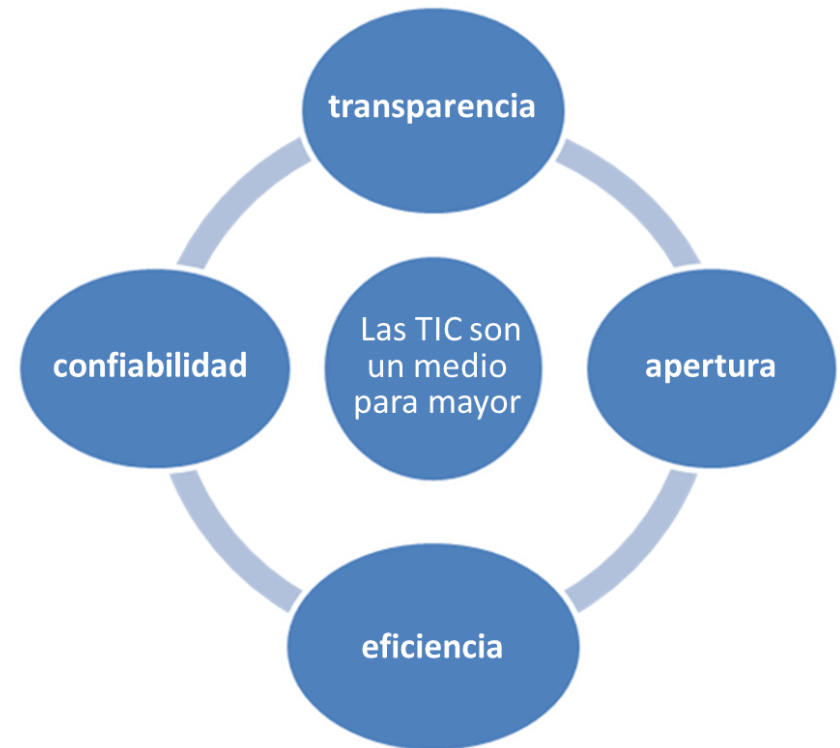 transparencia
confiabilidad
Las TIC son
un medio
para mayor
apertura
eficiencia